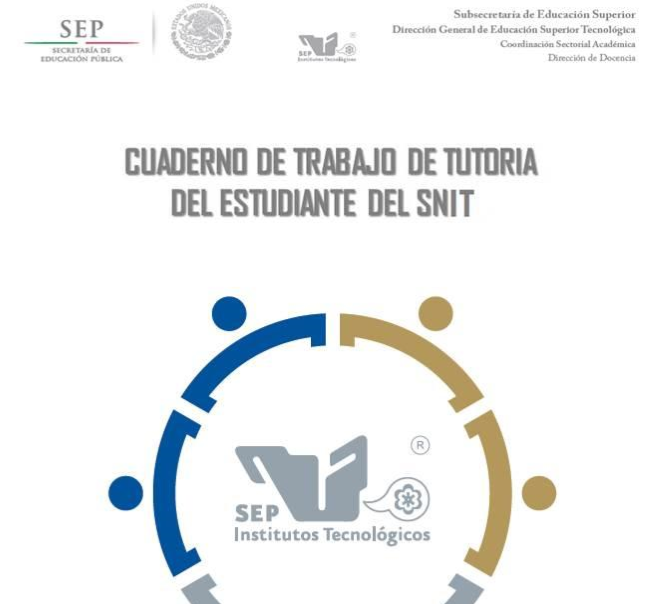 SEP
SECRETARÍA DE
EDUCACIÓN PÚBLICA
ESTADOS UNIDOS MEXICANOS
SEP
Institutos Tecnológicos
®
Subsecretaría de Educación Superior
Dirección General de Educación Superior Tecnológica
Coordinación Sectorial Académica
Dirección de Docencia
CUADERNO DE TRABAJO DE TUTORIA
DEL ESTUDIANTE DEL SNIT
®
SEP
Institutos Tecnológicos